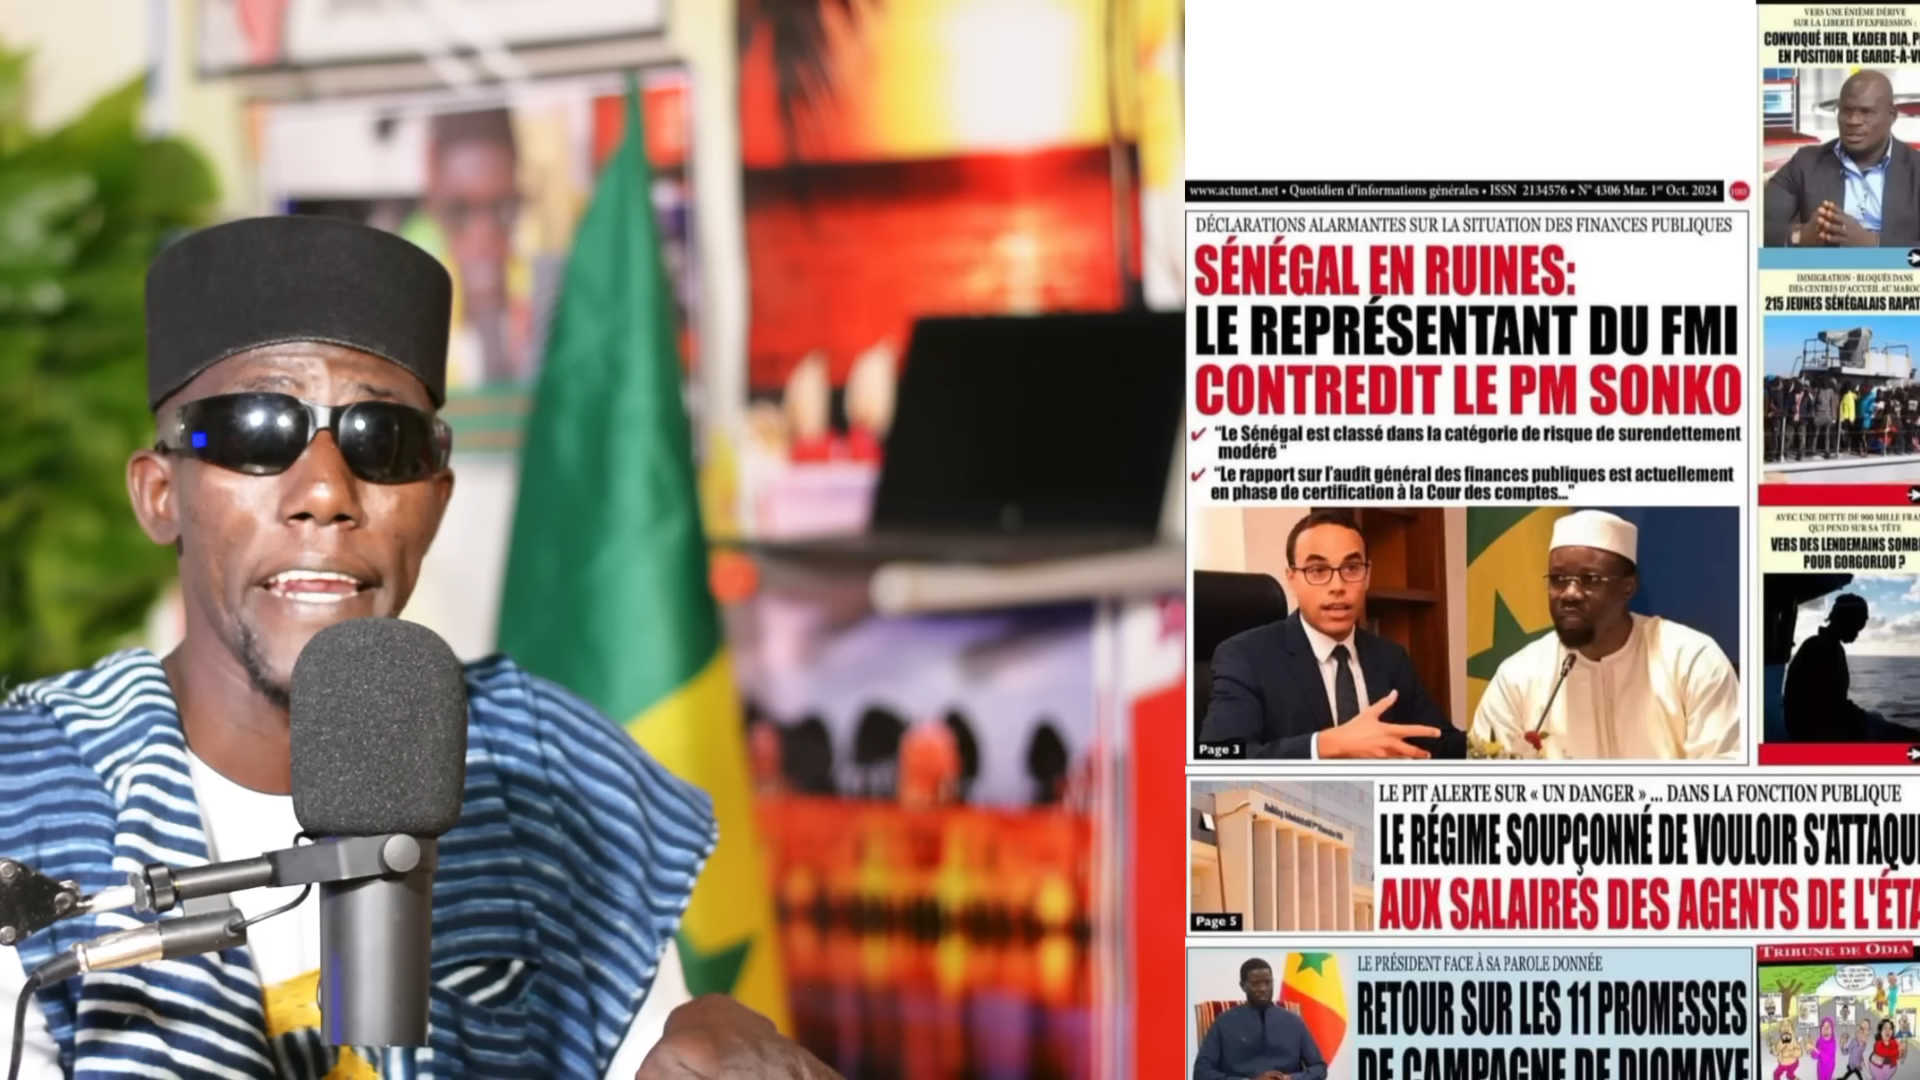 www.actunet.net • Quotidien d'informations générales • ISSN 2134576 • N° 4306 Mar. 1er Oct. 2024
DÉCLARATIONS ALARMANTES SUR LA SITUATION DES FINANCES PUBLIQUES
SÉNÉGAL EN RUINES:
LE REPRÉSENTANT DU FMI
CONTREDIT LE PM SONKO
✔ "Le Sénégal est classé dans la catégorie de risque de surendettement
modéré "
✔ "Le rapport sur l'audit général des finances publiques est actuellement
en phase de certification à la Cour des comptes..."
Page 3
VERS UNE ÉNIÈME DÉRIVE
SUR LA LIBERTÉ D'EXPRESSION :
CONVOQUÉ HIER, KADER DIA, P
EN POSITION DE GARDE-À-V
IMMIGRATION - BLOQUÉS DANS
DES CENTRES D'ACCUEIL AU MAROC
215 JEUNES SÉNÉGALAIS RAPAT
AVEC UNE DETTE DE 900 MILLE FRAN
QUI PEND SUR SA TÊTE
VERS DES LENDEMAINS SOMB
POUR GORGORLOU ?
LE PIT ALERTE SUR « UN DANGER » ... DANS LA FONCTION PUBLIQUE
LE RÉGIME SOUPÇONNÉ DE VOULOIR S'ATTAQU
AUX SALAIRES DES AGENTS DE L'ÉTA
Page 5
LE PRÉSIDENT FACE À SA PAROLE DONNÉE
RETOUR SUR LES 11 PROMESSES
DE CAMPAGNE DE DIOMAYE
TRIBUNE DE ODIA